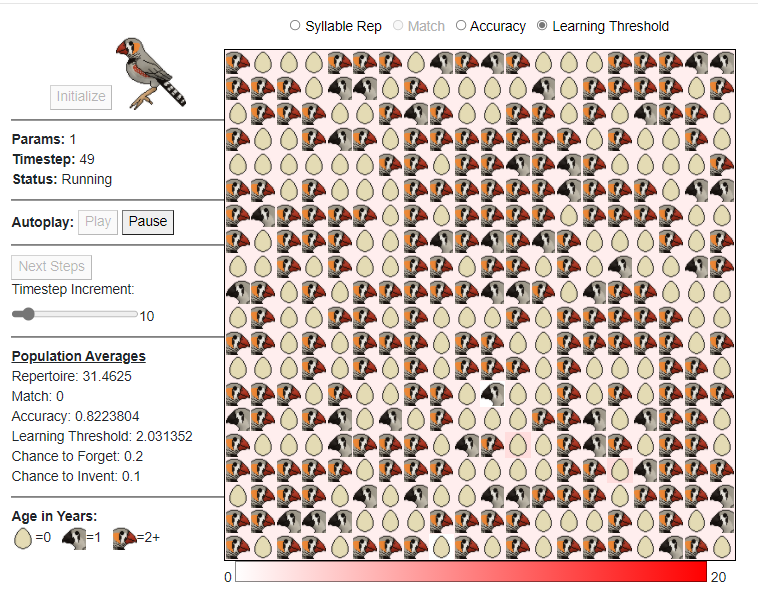 Syllable Rep Match Accuracy Learning Threshold
Initialize
Params: 1
Timestep: 49
Status: Running
Autoplay: Play Pause
Next Steps
Timestep Increment:
10
Population Averages
Repertoire: 31.4625
Match: 0
Accuracy: 0.8223804
Learning Threshold: 2.031352
Chance to Forget: 0.2
Chance to Invent: 0.1
Age in Years:
=0 =1 =2+
0 20